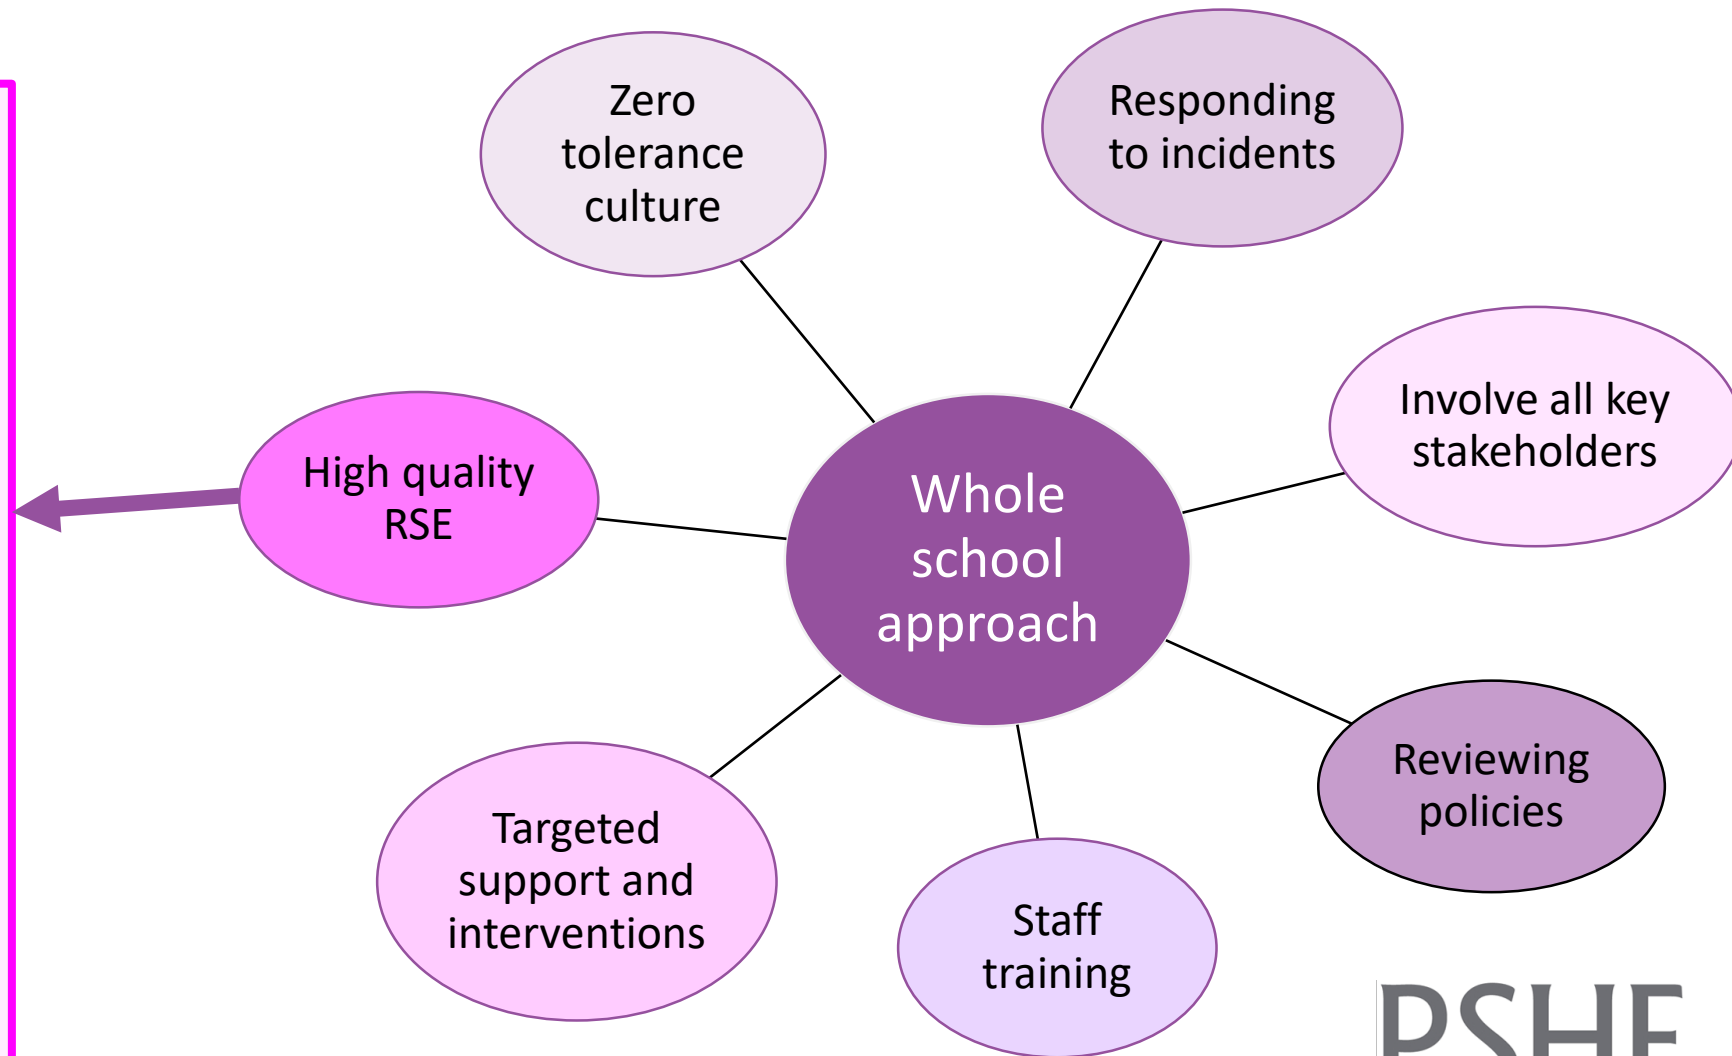 Zero
tolerance
culture
Responding
to incidents
Involve all key
stakeholders
High quality
RSE
Whole
school
approach
Reviewing
policies
Targeted
support and
interventions
Staff
training
PSHE